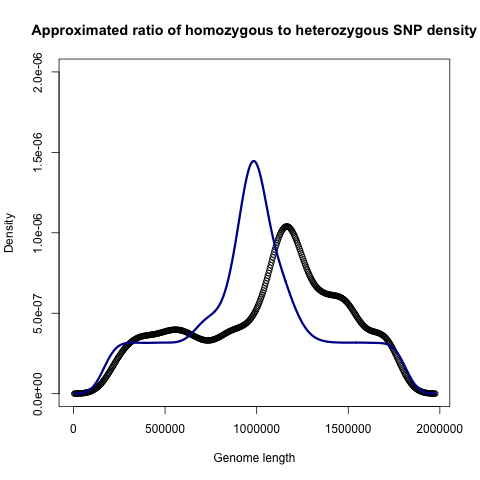 Approximated ratio of homozygous to heterozygous SNP density
2.0e-06
1.5e-06
1.0e-06
5.0e-07
0.0e+00
Density
0 500000 1000000 1500000 2000000
Genome length